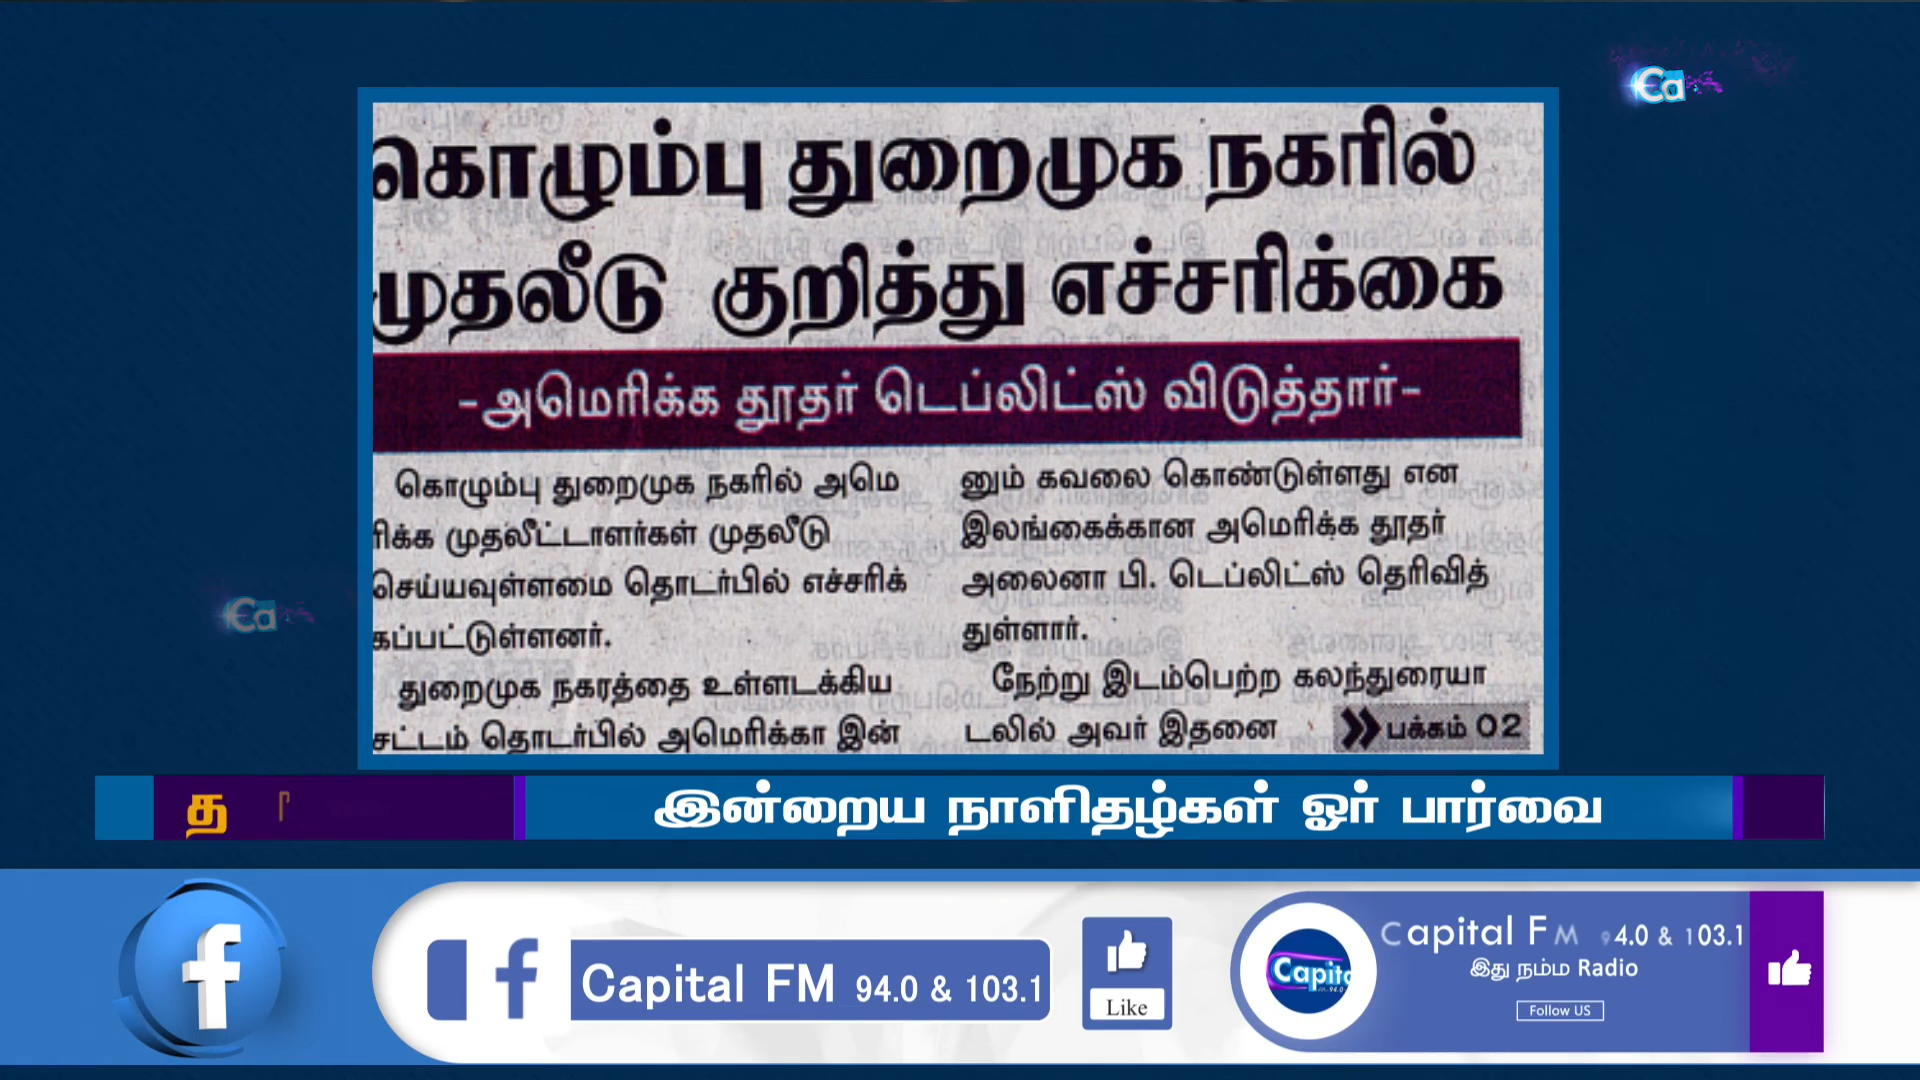 Ca
கொழும்பு துறைமுக நகரில்
முதலீடு குறித்து எச்சரிக்கை
-அமெரிக்க தூதர் டெப்லிட்ஸ் விடுத்தார்-
கொழும்பு துறைமுக நகரில் அமெ
ரிக்க முதலீட்டாளர்கள் முதலீடு
செய்யவுள்ளமை தொடர்பில் எச்சரிக்
கப்பட்டுள்ளனர்.
துறைமுக நகரத்தை உள்ளடக்கிய
சட்டம் தொடர்பில் அமெரிக்கா இன்
னும் கவலை கொண்டுள்ளது என
இலங்கைக்கான அமெரிக்க தூதர்
அலைனா பி. டெப்லிட்ஸ் தெரிவித்
துள்ளார்.
நேற்று இடம்பெற்ற கலந்துரையா
டலில் அவர் இதனை
பக்கம் 02
Ca
த
இன்றைய நாளிதழ்கள் ஓர் பார்வை
Capital FM 94.0 & 103.1
Like
Capital FM 94.0 & 103.1
இது நம்ம Radio
Follow US